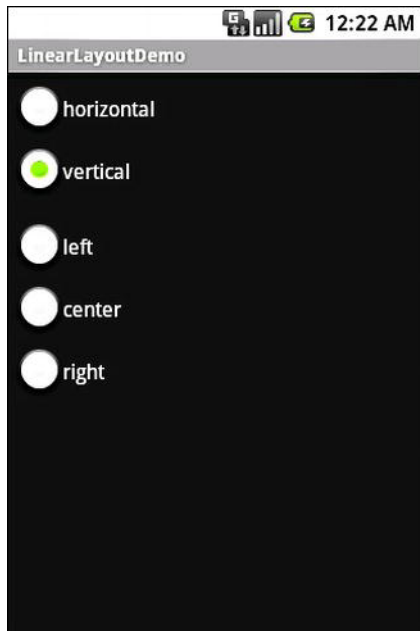 G
12:22 AM
LinearLayoutDemo
horizontal
vertical
left
center
right